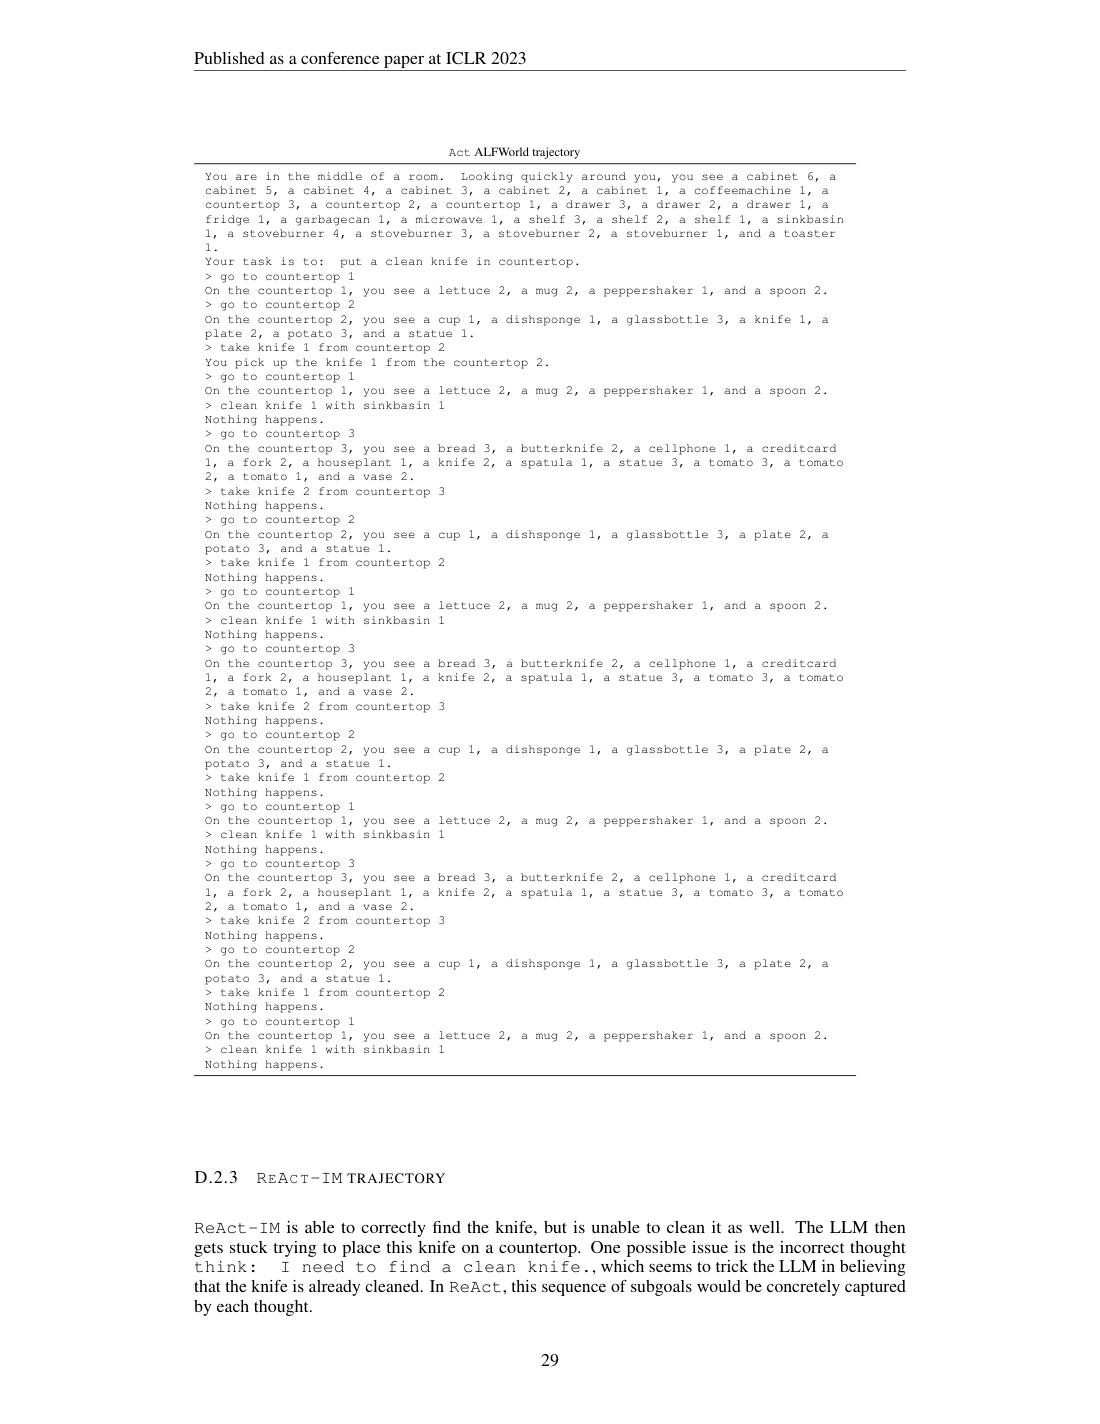 Published as a conference paper at ICLR 2023
Act ALFWorld trajectory
You are in the middle of a room. Looking quickly around you, you see a cabinet 6, a
cabinet 5, a cabinet 4, a cabinet 3, a cabinet 2, a cabinet 1, a coffeemachine 1, a
countertop 3, a countertop 2, a countertop 1, a drawer 3, a drawer 2, a drawer 1, a
fridge 1, a garbagecan 1, a microwave 1, a shelf 3, a shelf 2, a shelf 1, a sinkbasin
1, a stoveburner 4, a stoveburner 3, a stoveburner 2, a stoveburner 1, and a toaster
1.
Your task is to: put a clean knife in countertop.
> go to countertop 1
On the countertop 1, you see a lettuce 2, a mug 2, a peppershaker 1, and a spoon 2.
> go to countertop 2
On the countertop 2, you see a cup 1, a dishsponge 1, a glassbottle 3, a knife 1, a
plate 2, a potato 3, and a statue 1.
> take knife 1 from countertop 2
You pick up the knife 1 from the countertop 2.
> go to countertop 1
On the countertop 1, you see a lettuce 2, a mug 2, a peppershaker 1, and a spoon 2.
> clean knife 1 with sinkbasin 1
Nothing happens.
> go to countertop 3
On the countertop 3, you see a bread 3, a butterknife 2, a cellphone 1, a creditcard
1, a fork 2, a houseplant 1, a knife 2, a spatula 1, a statue 3, a tomato 3, a tomato
2, a tomato 1, and a vase 2.
> take knife 2 from countertop 3
Nothing happens.
> go to countertop 2
On the countertop 2, you see a cup 1, a dishsponge 1, a glassbottle 3, a plate 2, a
potato 3, and a statue 1.
> take knife 1 from countertop 2
Nothing happens.
> go to countertop 1
On the countertop 1, you see a lettuce 2, a mug 2, a peppershaker 1, and a spoon 2.
> clean knife 1 with sinkbasin 1
Nothing happens.
> go to countertop 3
On the countertop 3, you see a bread 3, a butterknife 2, a cellphone 1, a creditcard
1, a fork 2, a houseplant 1, a knife 2, a spatula 1, a statue 3, a tomato 3, a tomato
2, a tomato 1, and a vase 2.
> take knife 2 from countertop 3
Nothing happens.
> go to countertop 2
On the countertop 2, you see a cup 1, a dishsponge 1, a glassbottle 3, a plate 2, a
potato 3, and a statue 1.
> take knife 1 from countertop 2
Nothing happens.
> go to countertop 1
On the countertop 1, you see a lettuce 2, a mug 2, a peppershaker 1, and a spoon 2.
> clean knife 1 with sinkbasin 1
Nothing happens.
> go to countertop 3
On the countertop 3, you see a bread 3, a butterknife 2, a cellphone 1, a creditcard
1, a fork 2, a houseplant 1, a knife 2, a spatula 1, a statue 3, a tomato 3, a tomato
2, a tomato 1, and a vase 2.
> take knife 2 from countertop 3
Nothing happens.
> go to countertop 2
On the countertop 2, you see a cup 1, a dishsponge 1, a glassbottle 3, a plate 2, a
potato 3, and a statue 1.
> take knife 1 from countertop 2
Nothing happens.
> go to countertop 1
On the countertop 1, you see a lettuce 2, a mug 2, a peppershaker 1, and a spoon 2.
> clean knife 1 with sinkbasin 1
Nothing happens.
D.2.3 REACT-IM TRAJECTORY
ReAct-IM is able to correctly find the knife, but is unable to clean it as well. The LLM then
gets stuck trying to place this knife on a countertop. One possible issue is the incorrect thought
think: I need to find a clean knife., which seems to trick the LLM in believing
that the knife is already cleaned. In ReAct, this sequence of subgoals would be concretely captured
by each thought.
29